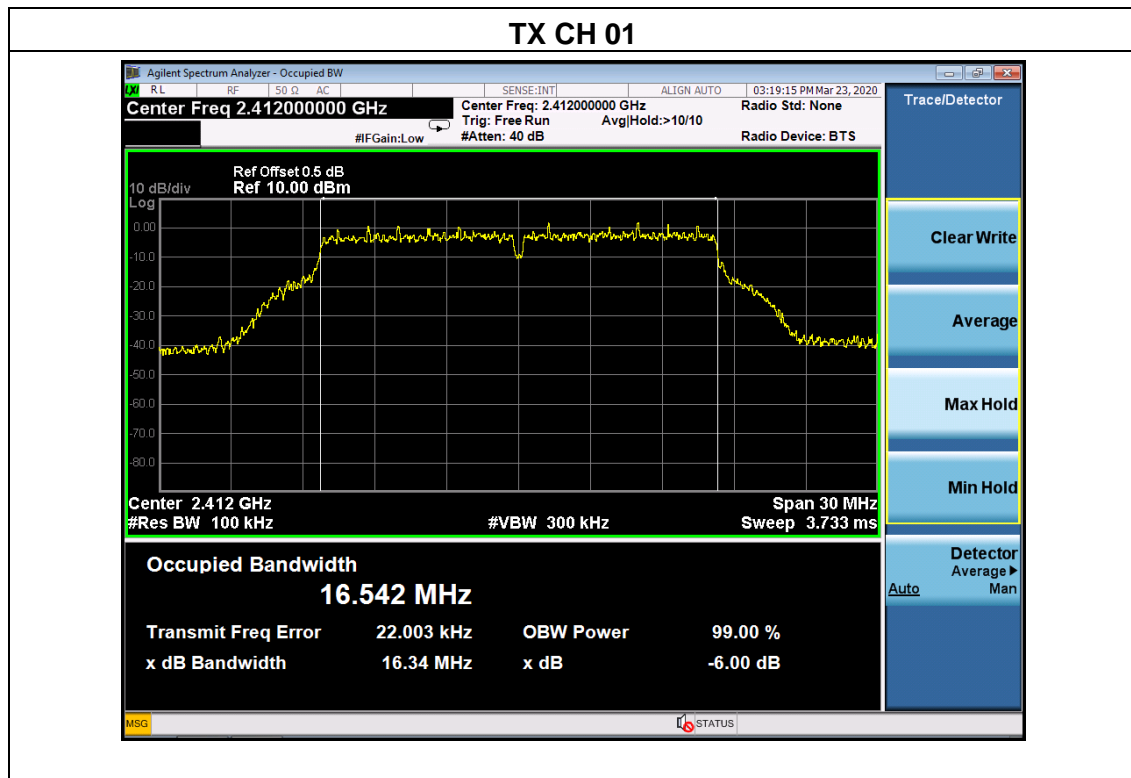 TX CH 01
Agilent Spectrum Analyzer - Occupied BW
LXI RL RF 50 Ω AC SENSE:INT ALIGN AUTO 03:19:15 PM Mar 23, 2020
Center Freq 2.412000000 GHz
Center Freq: 2.412000000 GHz
Radio Std: None
Trig: Free Run Avg|Hold:>10/10
#IFGain:Low
#Atten: 40 dB
Radio Device: BTS
Trace/Detector
Ref Offset 0.5 dB
10 dB/div Ref 10.00 dBm
Log
0.00
-10.0
-20.0
-30.0
-40.0
-50.0
-60.0
-70.0
-80.0
Center 2.412 GHz Span 30 MHz
#Res BW 100 kHz #VBW 300 kHz Sweep 3.733 ms
Clear Write
Average
Max Hold
Min Hold
Detector
Average▶
Auto Man
Occupied Bandwidth
16.542 MHz
Transmit Freq Error 22.003 kHz OBW Power 99.00 %
x dB Bandwidth 16.34 MHz x dB -6.00 dB
MSG STATUS